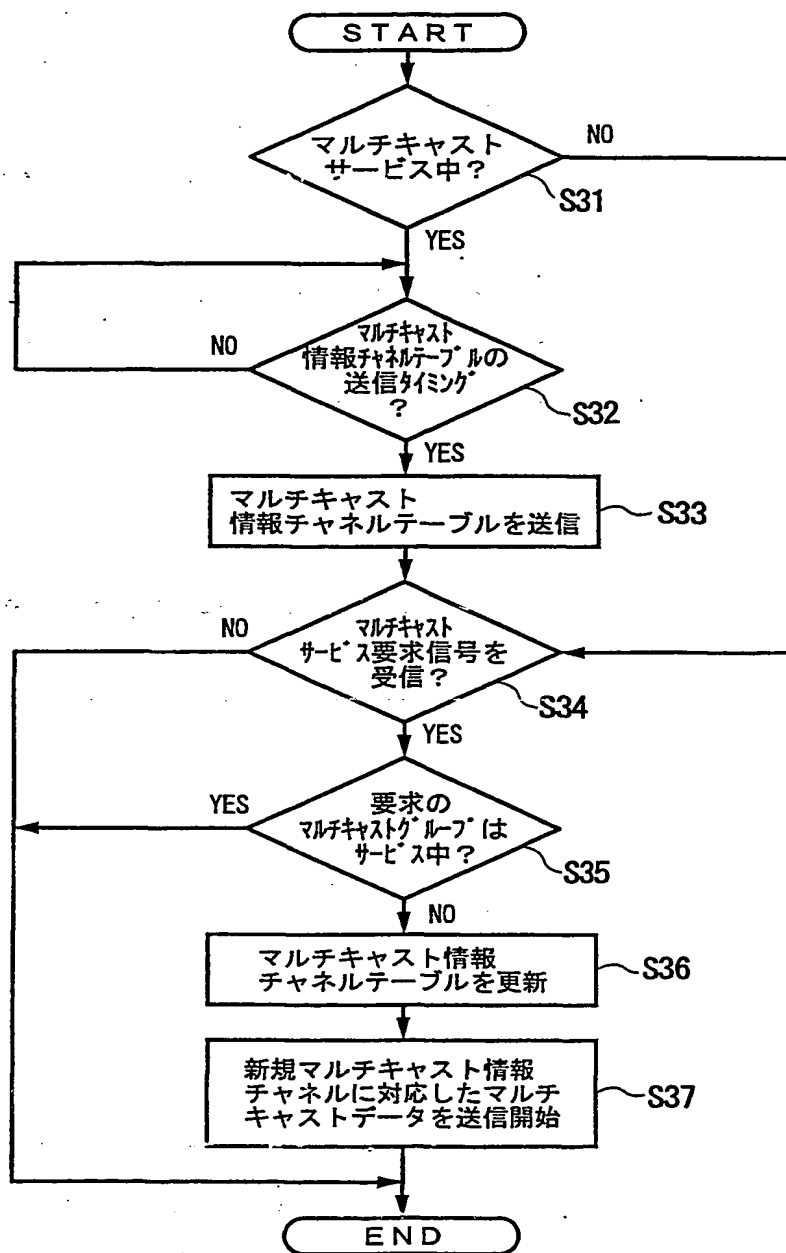 START
マルチキャスト
サービス中?
NO
S31
YES
マルチキャスト
情報チャネルテーブルの
送信タイミング
?
NO
S32
YES
マルチキャスト
情報チャネルテーブルを送信
S33
マルチキャスト
サービス要求信号を
受信?
NO
S34
YES
要求の
マルチキャストグループは
サービス中?
YES
S35
NO
マルチキャスト情報
チャネルテーブルを更新
S36
新規マルチキャスト情報
チャネルに対応したマルチ
キャストデータを送信開始
S37
END